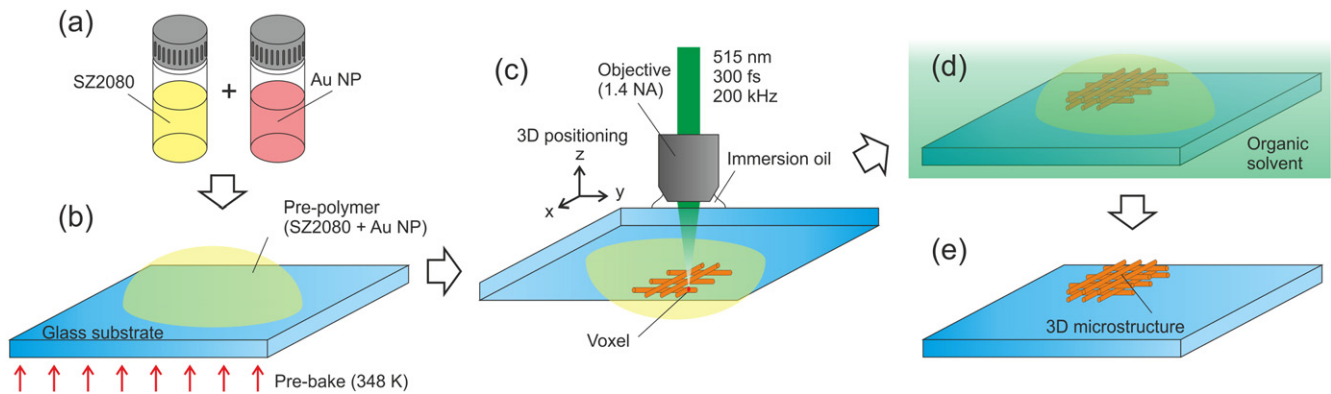 (a)
SZ2080
+
Au NP
(b)
Pre-polymer
(SZ2080 + Au NP)
Glass substrate
Pre-bake (348 K)
(c)
Objective
(1.4 NA)
515 nm
300 fs
200 kHz
3D positioning
z
y
x
Immersion oil
Voxel
(d)
Organic
solvent
(e)
3D microstructure